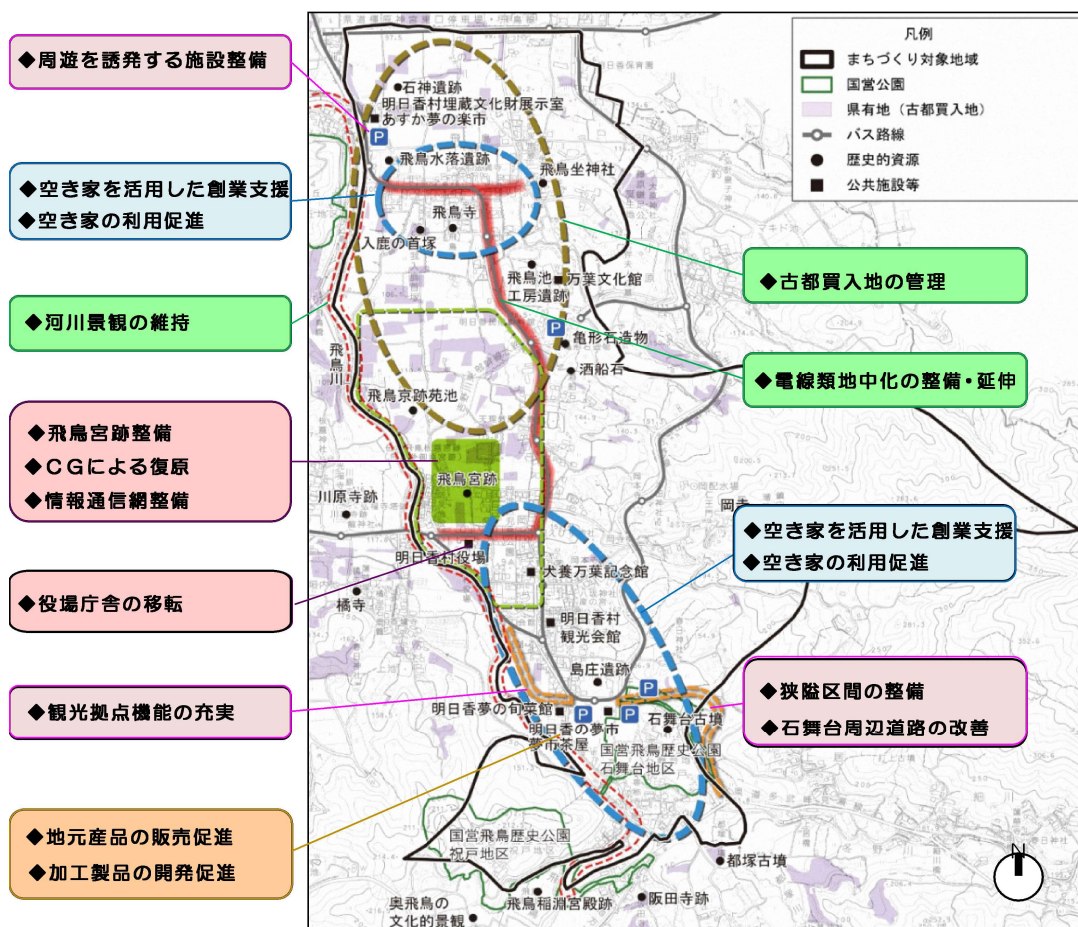 ◆周遊を誘発する施設整備
◆空き家を活用した創業支援
◆空き家の利用促進
◆河川景観の維持
◆飛鳥宮跡整備
◆CGによる復原
◆情報通信網整備
◆役場庁舎の移転
◆観光拠点機能の充実
◆地元産品の販売促進
◆加工製品の開発促進
凡例
まちづくり対象地域
国営公園
県有地（古都買入地）
バス路線
歴史的資源
公共施設等
◆古都買入地の管理
◆電線類地中化の整備・延伸
◆空き家を活用した創業支援
◆空き家の利用促進
◆狭隘区間の整備
◆石舞台周辺道路の改善
石神遺跡
明日香村埋蔵文化財展示室
あすか夢の楽市
P
飛鳥水落遺跡
飛鳥坐神社
飛鳥寺
入鹿の首塚
飛鳥池
工房遺跡
万葉文化館
P
亀形石造物
酒船石
飛鳥川
飛鳥京跡苑池
飛鳥宮跡
川原寺跡
岡寺
明日香村役場
犬養万葉記念館
橘寺
明日香村
観光会館
島庄遺跡
P
明日香夢の旬菜館
P
P
明日香の夢市
夢市茶屋
石舞台古墳
国営飛鳥歴史公園
石舞台地区
国営飛鳥歴史公園
祝戸地区
都塚古墳
飛鳥稲淵宮殿跡
阪田寺跡
奥飛鳥の
文化的景観
N